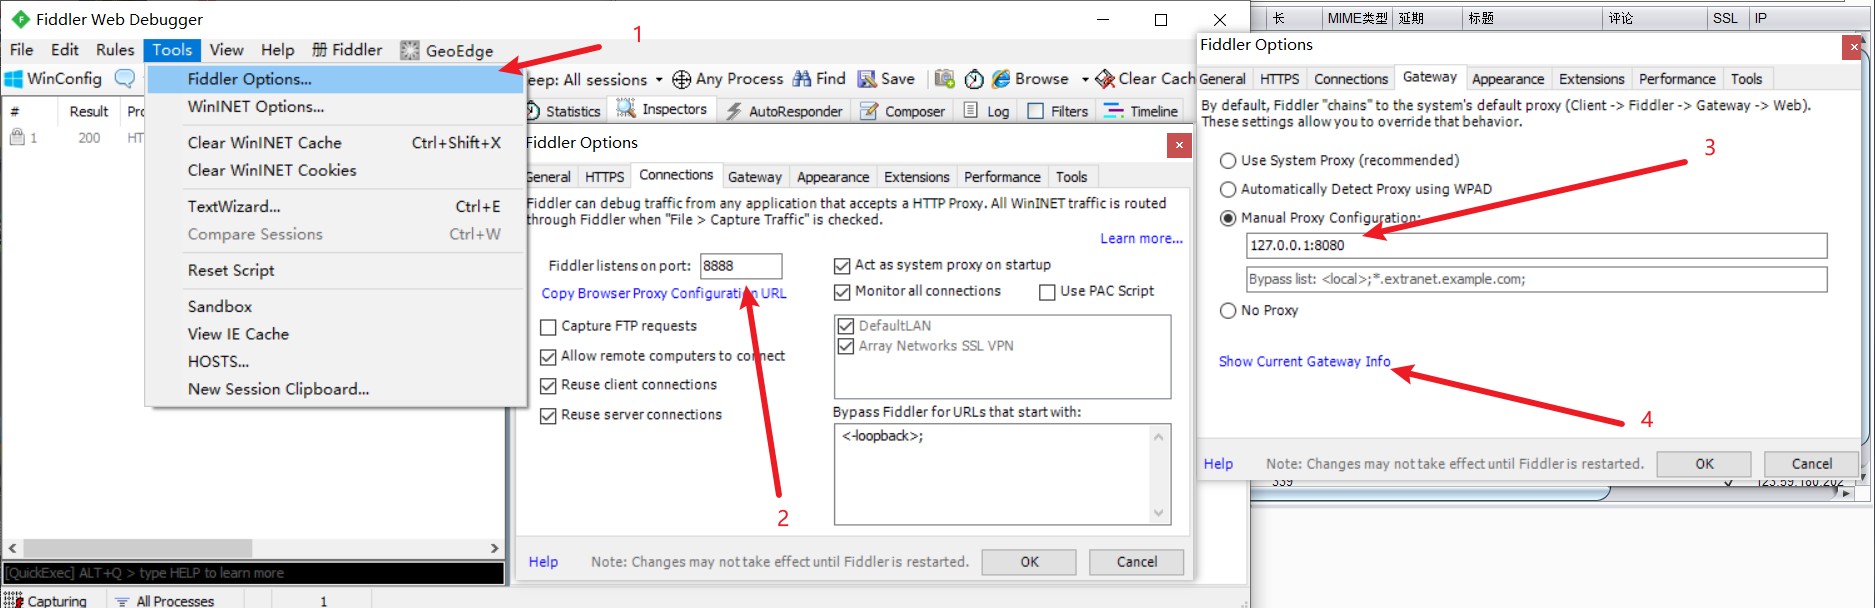 Fiddler Web Debugger
File Edit Rules Tools View Help 册 Fiddler GeoEdge
WinConfig
eep: All sessions Any Process Find Save Browse Clear Cach
Statistics Inspectors AutoResponder Composer Log Filters Timeline
# Result
1 200 HT
Fiddler Options...
WinINET Options...
Clear WinINET Cache Ctrl+Shift+X
Clear WinINET Cookies
TextWizard... Ctrl+E
Compare Sessions Ctrl+W
Reset Script
Sandbox
View IE Cache
HOSTS...
New Session Clipboard...
[QuickExec] ALT+Q > type HELP to learn more
Capturing All Processes 1
1
Fiddler Options
General HTTPS Connections Gateway Appearance Extensions Performance Tools
Fiddler can debug traffic from any application that accepts a HTTP Proxy. All WinINET traffic is routed
through Fiddler when "File > Capture Traffic" is checked.
Learn more...
Fiddler listens on port: 8888
Copy Browser Proxy Configuration URL
Capture FTP requests
Allow remote computers to connect
Reuse client connections
Reuse server connections
Act as system proxy on startup
Monitor all connections Use PAC Script
DefaultLAN
Array Networks SSL VPN
Bypass Fiddler for URLs that start with:
<-loopback>;
2
Help Note: Changes may not take effect until Fiddler is restarted. OK Cancel
长 MIME类型 延期 标题 评论 SSL IP
Fiddler Options
General HTTPS Connections Gateway Appearance Extensions Performance Tools
By default, Fiddler "chains" to the system's default proxy (Client -> Fiddler -> Gateway -> Web).
These settings allow you to override that behavior.
3
Use System Proxy (recommended)
Automatically Detect Proxy using WPAD
Manual Proxy Configuration:
127.0.0.1:8080
Bypass list: <local>;*.extranet.example.com;
No Proxy
Show Current Gateway Info
4
Help Note: Changes may not take effect until Fiddler is restarted. OK Cancel
339 123.59.180.202